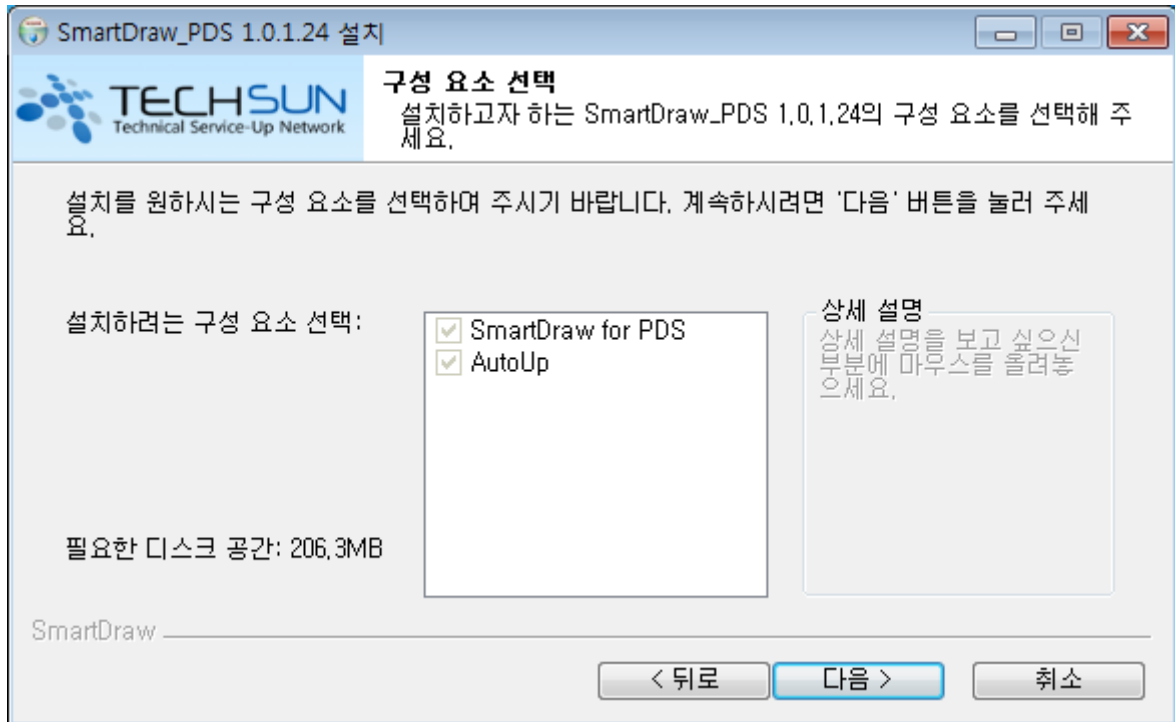 SmartDraw_PDS 1.0.1.24 설치
TECHSUN
Technical Service-Up Network
구성 요소 선택
설치하고자 하는 SmartDraw_PDS 1.0.1.24의 구성 요소를 선택해 주
세요.
설치를 원하시는 구성 요소를 선택하여 주시기 바랍니다. 계속하시려면 '다음' 버튼을 눌러 주세
요.
설치하려는 구성 요소 선택:
SmartDraw for PDS
AutoUp
상세 설명
상세 설명을 보고 싶으신
부분에 마우스를 올려놓
으세요.
필요한 디스크 공간: 206.3MB
SmartDraw
< 뒤로
다음 >
취소